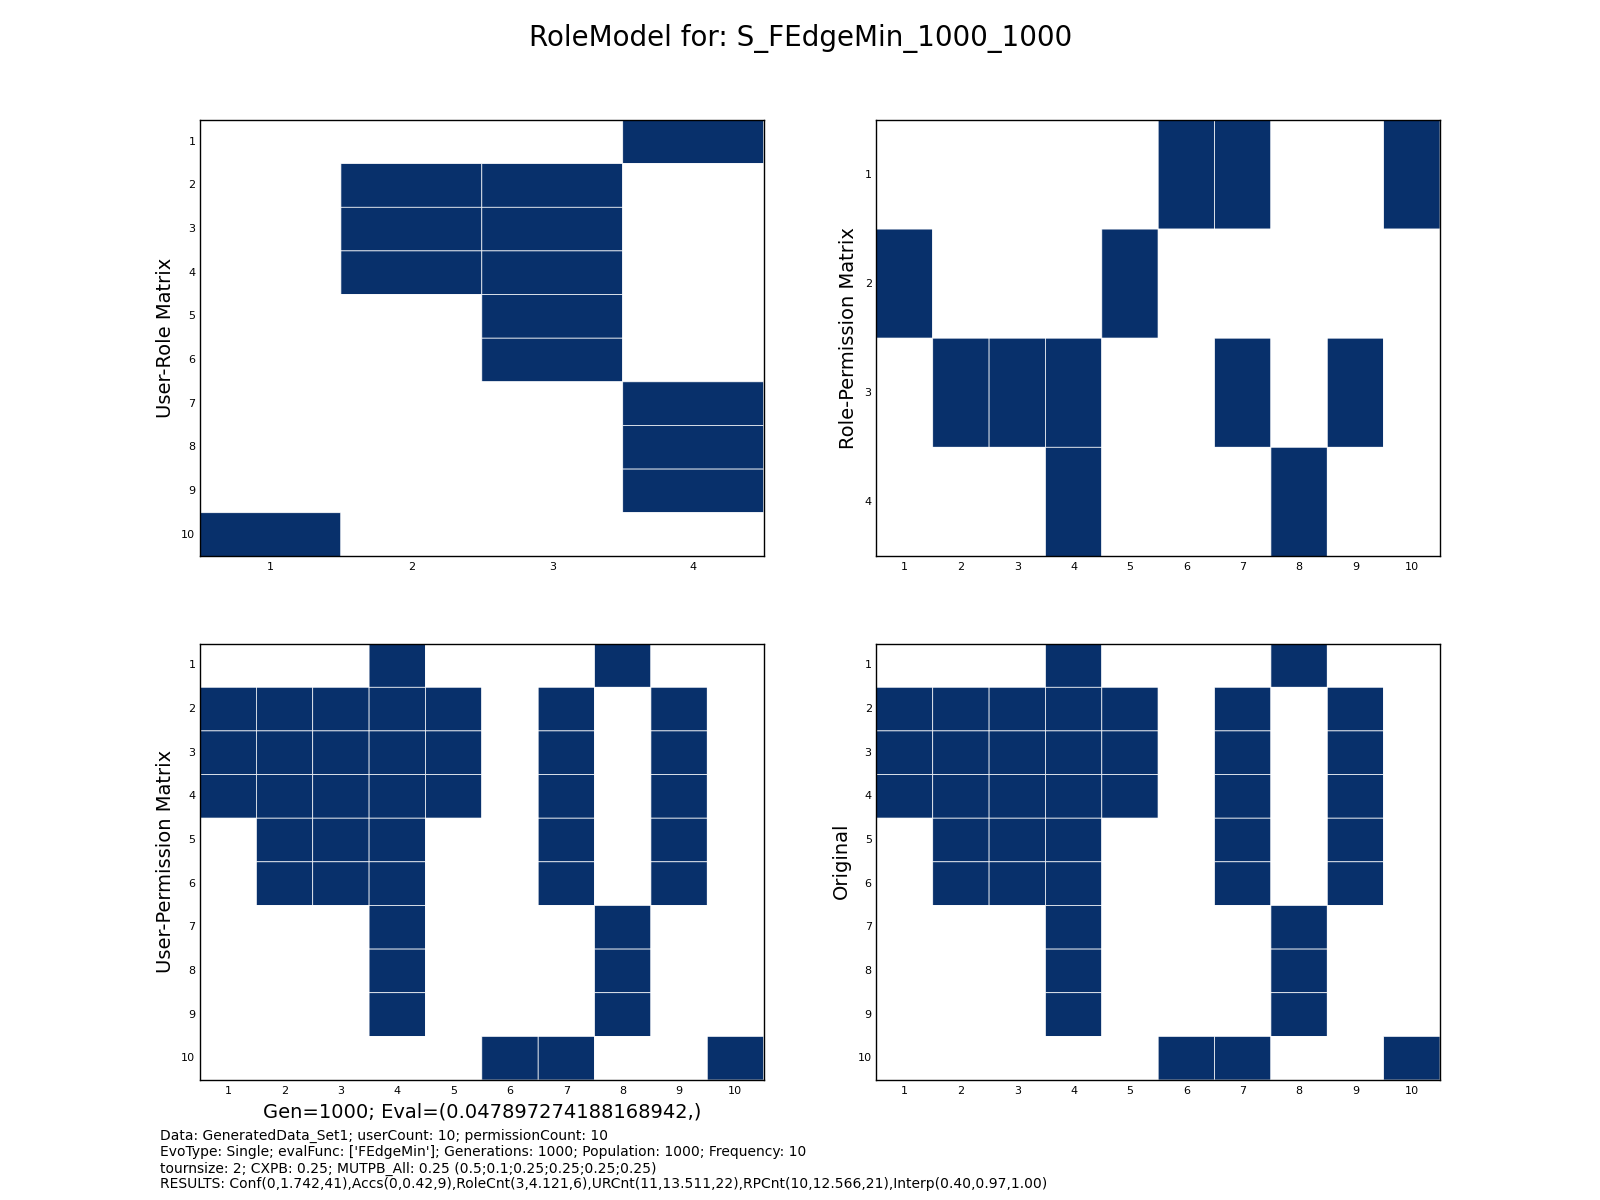 RoleModel for: S_FEdgeMin_1000_1000
User-Role Matrix
1
2
3
4
5
6
7
8
9
10
1 2 3 4
Role-Permission Matrix
1
2
3
4
1 2 3 4 5 6 7 8 9 10
User-Permission Matrix
1
2
3
4
5
6
7
8
9
10
1 2 3 4 5 6 7 8 9 10
Original
1
2
3
4
5
6
7
8
9
10
1 2 3 4 5 6 7 8 9 10
Gen=1000; Eval=(0.047897274188168942,)
Data: GeneratedData_Set1; userCount: 10; permissionCount: 10
EvoType: Single; evalFunc: ['FEdgeMin']; Generations: 1000; Population: 1000; Frequency: 10
tournsize: 2; CXPB: 0.25; MUTPB_All: 0.25 (0.5;0.1;0.25;0.25;0.25;0.25)
RESULTS: Conf(0,1.742,41),Accs(0,0.42,9),RoleCnt(3,4.121,6),URCnt(11,13.511,22),RPCnt(10,12.566,21),Interp(0.40,0.97,1.00)